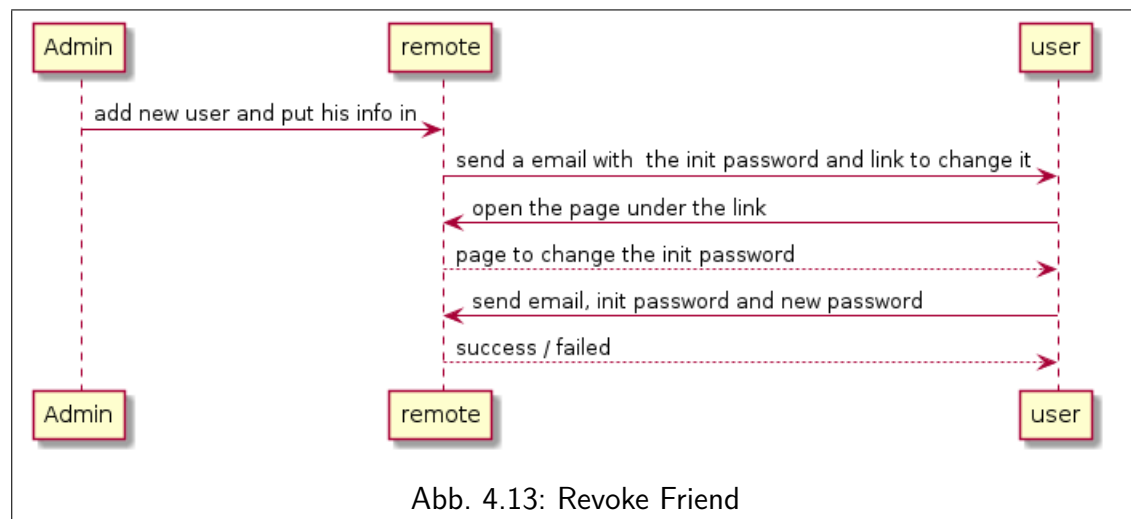 Admin
remote
user
add new user and put his info in
send a email with the init password and link to change it
open the page under the link
page to change the init password
send email, init password and new password
success / failed
Admin
remote
user
Abb. 4.13: Revoke Friend